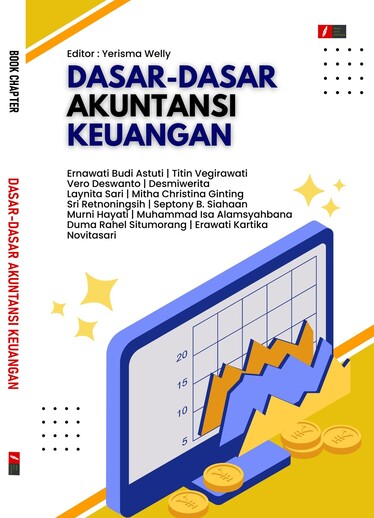 Editor : Yerisma Welly
DASAR-DASAR
AKUNTANSI
KEUANGAN
Ernawati Budi Astuti | Titin Vegirawati
Vero Deswanto | Desmiwerita
Laynita Sari | Mitha Christina Ginting
Sri Retnoningsih | Septony B. Siahaan
Murni Hayati | Muhammad Isa Alamsyahbana
Duma Rahel Situmorang | Erawati Kartika
Novitasari
BOOK CHAPTER
DASAR-DASAR AKUNTANSI KEUANGAN
20
15
10
5